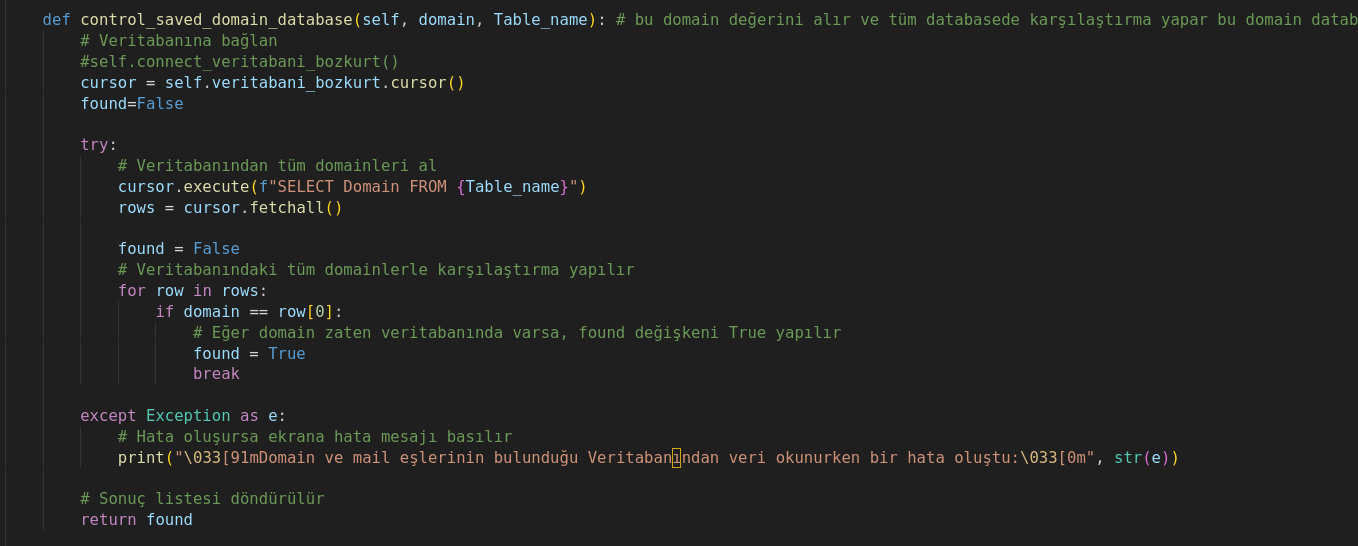 def control_saved_domain_database(self, domain, Table_name): # bu domain değerini alır ve tüm databasede karşılaştırma yapar bu domain datab
# Veritabanına bağlan
#self.connect_veritabani_bozkurt()
cursor = self.veritabani_bozkurt.cursor()
found=False
try:
# Veritabanından tüm domainleri al
cursor.execute(f"SELECT Domain FROM {Table_name}")
rows = cursor.fetchall()
found = False
# Veritabanındaki tüm domainlerle karşılaştırma yapılır
for row in rows:
if domain == row[0]:
# Eğer domain zaten veritabanında varsa, found değişkeni True yapılır
found = True
break
except Exception as e:
# Hata oluşursa ekrana hata mesajı basılır
print("\033[91mDomain ve mail eşlerinin bulunduğu Veritabanından veri okunurken bir hata oluştu:\033[0m", str(e))
# Sonuç listesi döndürülür
return found